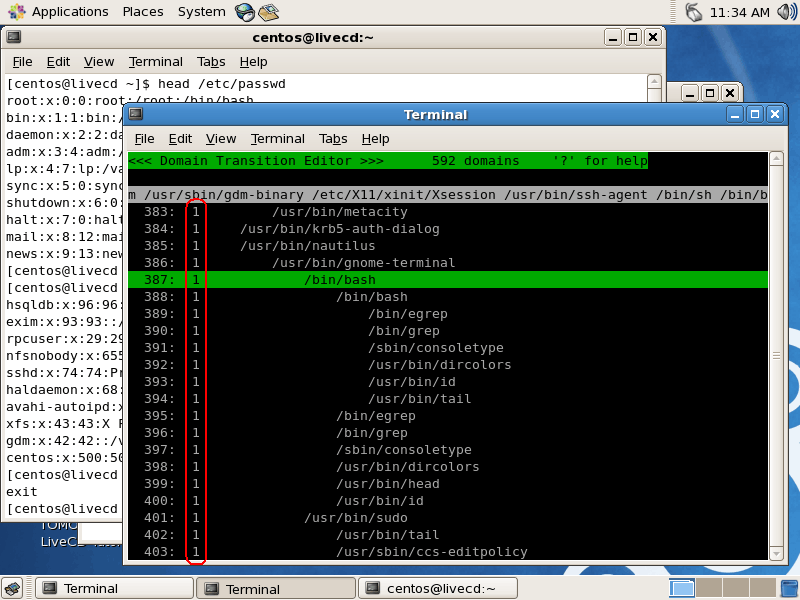 Applications Places System 11:34 AM
centos@livecd:~
File Edit View Terminal Tabs Help
[centos@livecd ~]$ head /etc/passwd
root:x:0:0:root:/root:/bin/bash
bin:x:1:1:bin:/
daemon:x:2:2:da
adm:x:3:4:adm:/
lp:x:4:7:lp:/va
sync:x:5:0:sync
shutdown:x:6:0:
halt:x:7:0:halt
mail:x:8:12:mai
news:x:9:13:new
[centos@livecd
[centos@livecd
hsqldb:x:96:96:
exim:x:93:93::/
rpcuser:x:29:29
nfsnobody:x:655
sshd:x:74:74:Pr
haldaemon:x:68:
avahi-autoipd:x
xfs:x:43:43:X F
gdm:x:42:42::/v
centos:x:500:50
[centos@livecd
exit
[centos@livecd
Terminal
File Edit View Terminal Tabs Help
<<< Domain Transition Editor >>> 592 domains '?' for help
m /usr/sbin/gdm-binary /etc/X11/xinit/Xsession /usr/bin/ssh-agent /bin/sh /bin/b
383: 1 /usr/bin/metacity
384: 1 /usr/bin/krb5-auth-dialog
385: 1 /usr/bin/nautilus
386: 1 /usr/bin/gnome-terminal
387: 1 /bin/bash
388: 1 /bin/bash
389: 1 /bin/egrep
390: 1 /bin/grep
391: 1 /sbin/consoletype
392: 1 /usr/bin/dircolors
393: 1 /usr/bin/id
394: 1 /usr/bin/tail
395: 1 /bin/egrep
396: 1 /bin/grep
397: 1 /sbin/consoletype
398: 1 /usr/bin/dircolors
399: 1 /usr/bin/head
400: 1 /usr/bin/id
401: 1 /usr/bin/sudo
402: 1 /usr/bin/tail
403: 1 /usr/sbin/ccs-editpolicy
Terminal
Terminal
centos@livecd:~